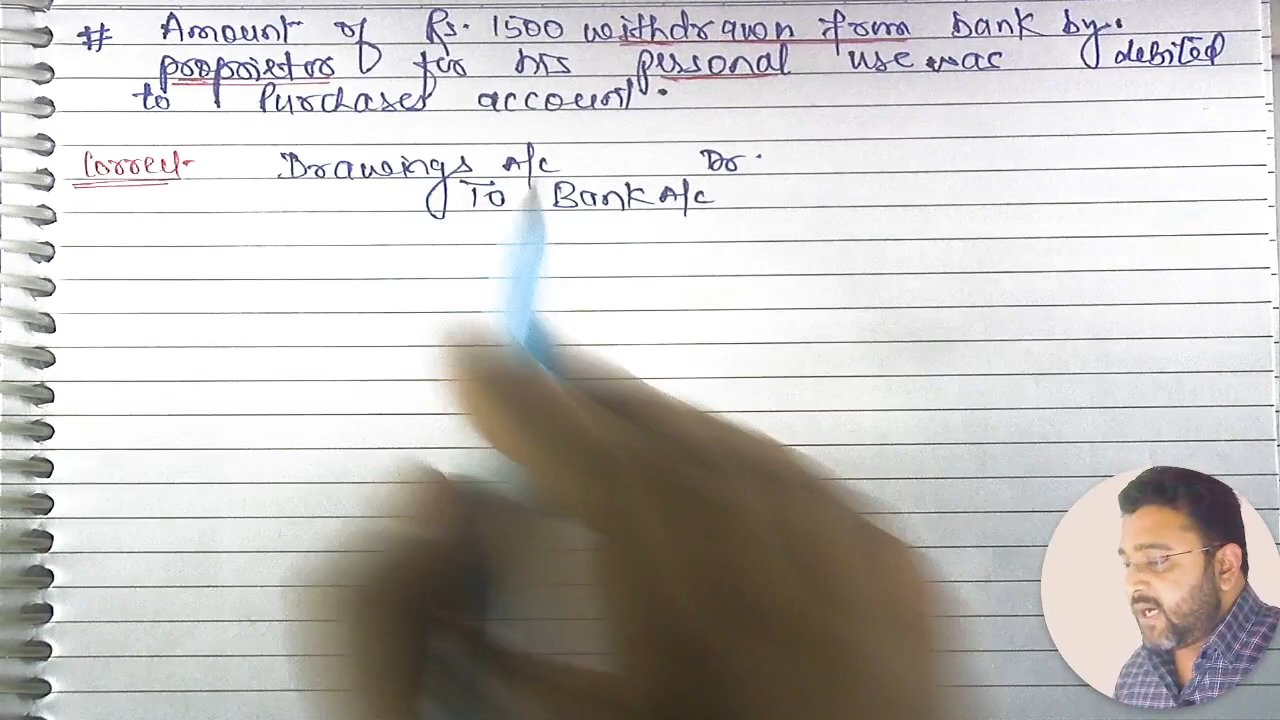 # Amount of Rs. 1500 withdrawn from bank by
proprietor for his personal use was debited
to Purchases account.
Correct Drawings A/c Dr.
To Bank A/c